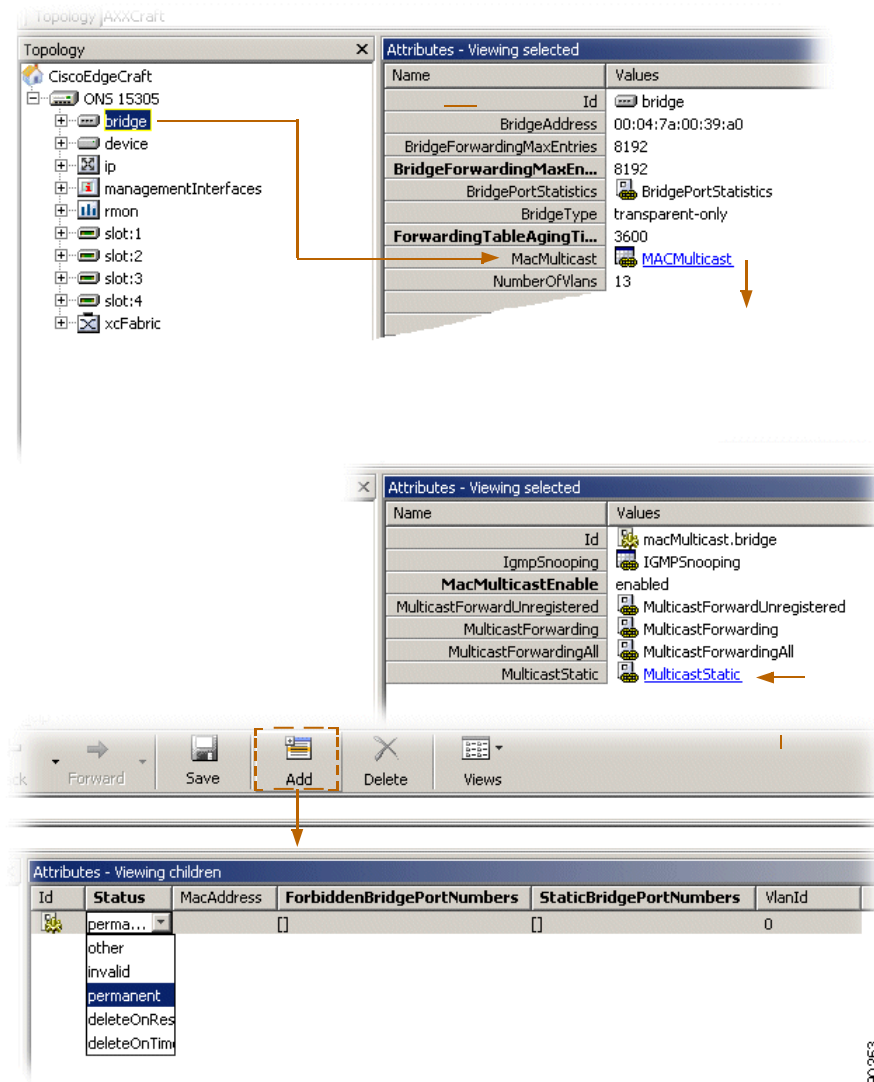 Topology AXXCraft
Topology
CiscoEdgeCraft
ONS 15305
bridge
device
ip
managementInterfaces
rmon
slot:1
slot:2
slot:3
slot:4
xcFabric
Attributes - Viewing selected
Name Values
Id bridge
BridgeAddress 00:04:7a:00:39:a0
BridgeForwardingMaxEntries 8192
BridgeForwardingMaxEn... 8192
BridgePortStatistics BridgePortStatistics
BridgeType transparent-only
ForwardingTableAgingTi... 3600
MacMulticast MACMulticast
NumberOfVlans 13
Attributes - Viewing selected
Name Values
Id macMulticast.bridge
IgmpSnooping IGMPSnooping
MacMulticastEnable enabled
MulticastForwardUnregistered MulticastForwardUnregistered
MulticastForwarding MulticastForwarding
MulticastForwardingAll MulticastForwardingAll
MulticastStatic MulticastStatic
Forward Save Add Delete Views
Attributes - Viewing children
Id Status MacAddress ForbiddenBridgePortNumbers StaticBridgePortNumbers VlanId
perma... [] [] 0
other
invalid
permanent
deleteOnRes
deleteOnTim